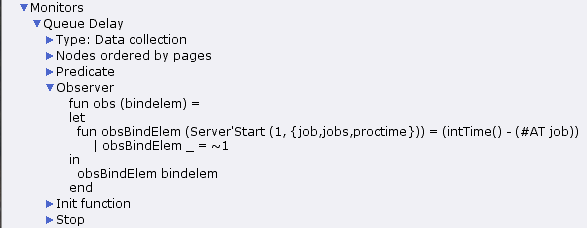 Monitors
Queue Delay
Type: Data collection
Nodes ordered by pages
Predicate
Observer
fun obs (bindelem) =
let
fun obsBindElem (Server'Start (1, {job,jobs,proctime})) = (intTime() - (#AT job))
| obsBindElem _ = ~1
in
obsBindElem bindelem
end
Init function
Stop